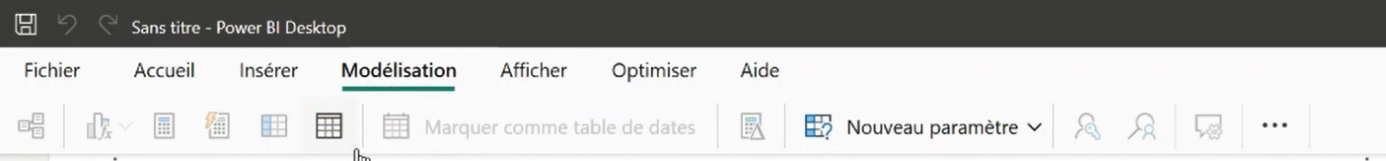 Sans titre - Power BI Desktop
Fichier Accueil Insérer Modélisation Afficher Optimiser Aide
Marquer comme table de dates Nouveau paramètre